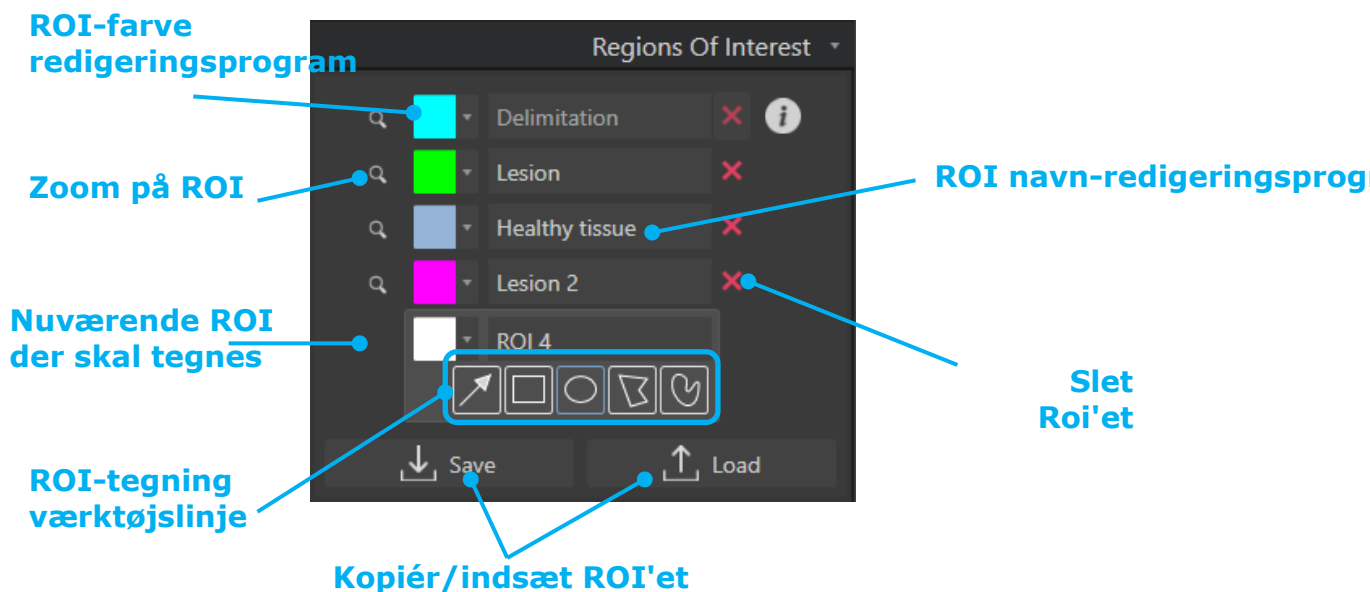 ROI-farve
redigeringsprogram
Regions Of Interest
Delimitation
Zoom på ROI
Lesion
ROI navn-redigeringsprogr
Healthy tissue
Lesion 2
Nuværende ROI
der skal tegnes
ROI 4
Slet
Roi'et
Save
Load
ROI-tegning
værktøjslinje
Kopiér/indsæt ROI'et